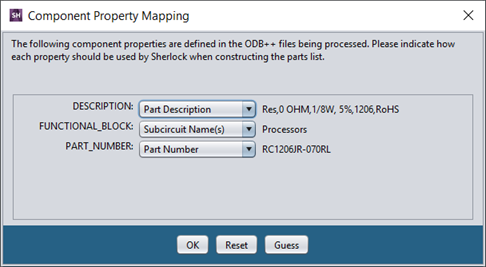 SH Component Property Mapping
The following component properties are defined in the ODB++ files being processed. Please indicate how
each property should be used by Sherlock when constructing the parts list.
DESCRIPTION: Part Description Res,0 OHM,1/8W, 5%,1206,RoHS
FUNCTIONAL_BLOCK: Subcircuit Name(s) Processors
PART_NUMBER: Part Number RC1206JR-070RL
OK Reset Guess